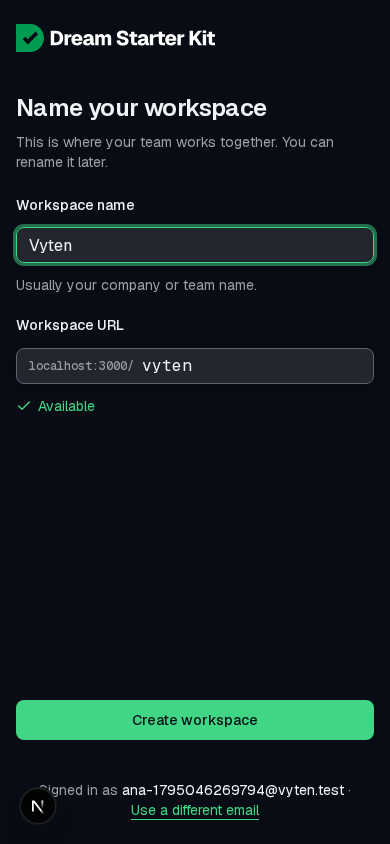 Dream Starter Kit
Name your workspace
This is where your team works together. You can
rename it later.
Workspace name
Vyten
Usually your company or team name.
Workspace URL
localhost:3000/ vyten
Available
Create workspace
Signed in as ana-1795046269794@vyten.test ·
Use a different email
N